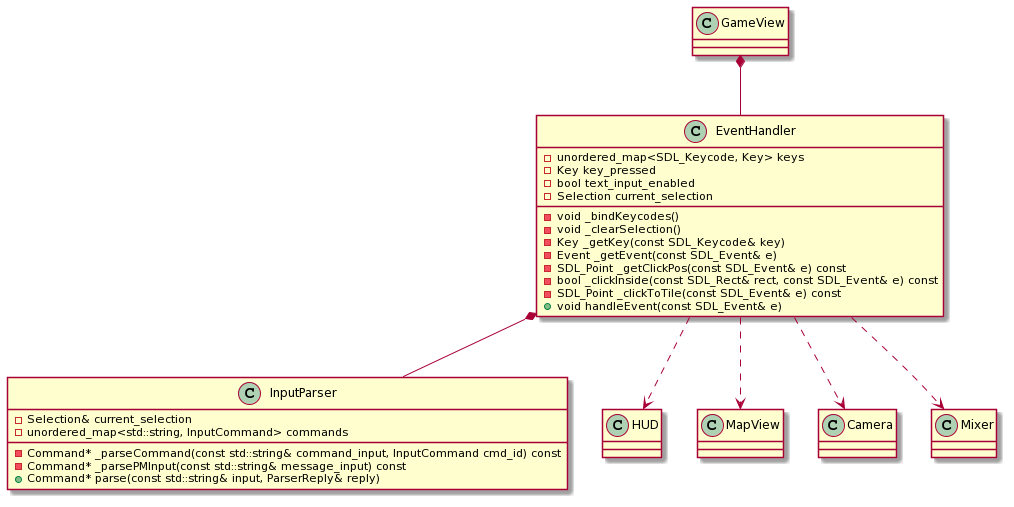 C GameView
C EventHandler
unordered_map<SDL_Keycode, Key> keys
Key key_pressed
bool text_input_enabled
Selection current_selection
void _bindKeycodes()
void _clearSelection()
Key _getKey(const SDL_Keycode& key)
Event _getEvent(const SDL_Event& e)
SDL_Point _getClickPos(const SDL_Event& e) const
bool _clickInside(const SDL_Rect& rect, const SDL_Event& e) const
SDL_Point _clickToTile(const SDL_Event& e) const
void handleEvent(const SDL_Event& e)
C InputParser
Selection& current_selection
unordered_map<std::string, InputCommand> commands
Command* _parseCommand(const std::string& command_input, InputCommand cmd_id) const
Command* _parsePMInput(const std::string& message_input) const
Command* parse(const std::string& input, ParserReply& reply)
C HUD
C MapView
C Camera
C Mixer